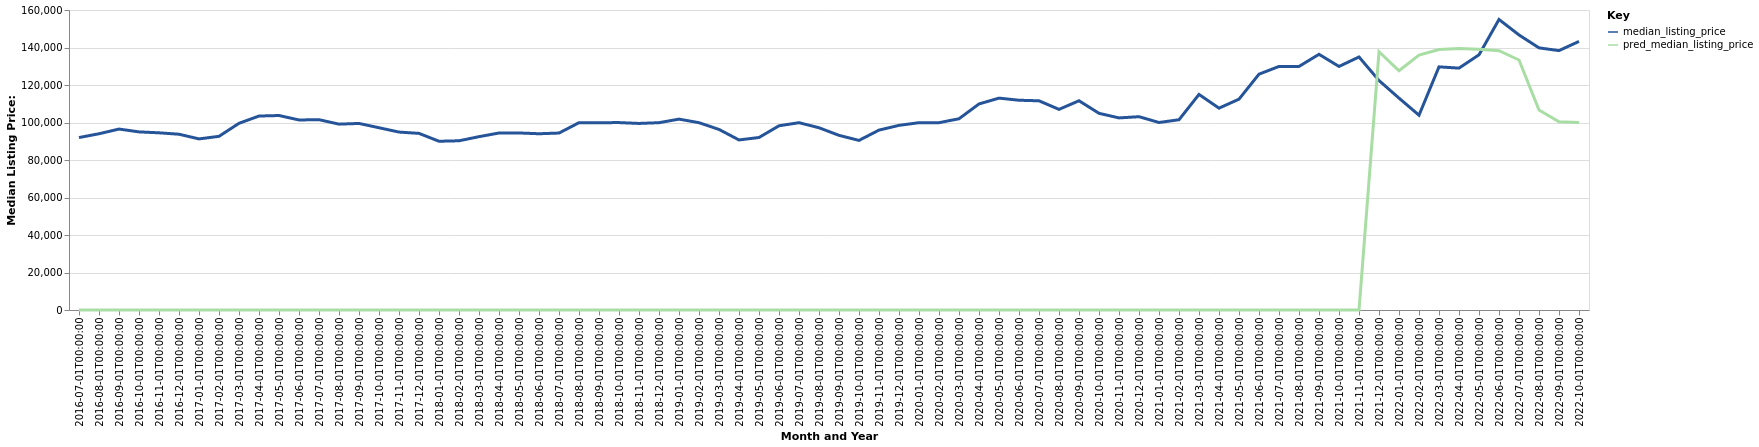 160,000
140,000
120,000
100,000
80,000
60,000
40,000
20,000
0
Median Listing Price:
2016-07-01T00:00:00
2016-08-01T00:00:00
2016-09-01T00:00:00
2016-10-01T00:00:00
2016-11-01T00:00:00
2016-12-01T00:00:00
2017-01-01T00:00:00
2017-02-01T00:00:00
2017-03-01T00:00:00
2017-04-01T00:00:00
2017-05-01T00:00:00
2017-06-01T00:00:00
2017-07-01T00:00:00
2017-08-01T00:00:00
2017-09-01T00:00:00
2017-10-01T00:00:00
2017-11-01T00:00:00
2017-12-01T00:00:00
2018-01-01T00:00:00
2018-02-01T00:00:00
2018-03-01T00:00:00
2018-04-01T00:00:00
2018-05-01T00:00:00
2018-06-01T00:00:00
2018-07-01T00:00:00
2018-08-01T00:00:00
2018-09-01T00:00:00
2018-10-01T00:00:00
2018-11-01T00:00:00
2018-12-01T00:00:00
2019-01-01T00:00:00
2019-02-01T00:00:00
2019-03-01T00:00:00
2019-04-01T00:00:00
2019-05-01T00:00:00
2019-06-01T00:00:00
2019-07-01T00:00:00
2019-08-01T00:00:00
2019-09-01T00:00:00
2019-10-01T00:00:00
2019-11-01T00:00:00
2019-12-01T00:00:00
2020-01-01T00:00:00
2020-02-01T00:00:00
2020-03-01T00:00:00
2020-04-01T00:00:00
2020-05-01T00:00:00
2020-06-01T00:00:00
2020-07-01T00:00:00
2020-08-01T00:00:00
2020-09-01T00:00:00
2020-10-01T00:00:00
2020-11-01T00:00:00
2020-12-01T00:00:00
2021-01-01T00:00:00
2021-02-01T00:00:00
2021-03-01T00:00:00
2021-04-01T00:00:00
2021-05-01T00:00:00
2021-06-01T00:00:00
2021-07-01T00:00:00
2021-08-01T00:00:00
2021-09-01T00:00:00
2021-10-01T00:00:00
2021-11-01T00:00:00
2021-12-01T00:00:00
2022-01-01T00:00:00
2022-02-01T00:00:00
2022-03-01T00:00:00
2022-04-01T00:00:00
2022-05-01T00:00:00
2022-06-01T00:00:00
2022-07-01T00:00:00
2022-08-01T00:00:00
2022-09-01T00:00:00
2022-10-01T00:00:00
Month and Year
Key
median_listing_price
pred_median_listing_price